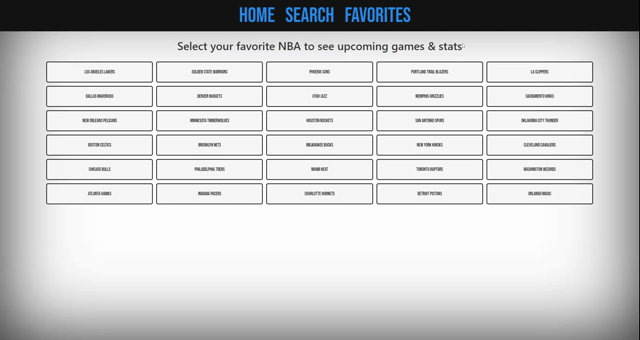 HOME SEARCH FAVORITES
Select your favorite NBA to see upcoming games & stats
LOS ANGELES LAKERS GOLDEN STATE WARRIORS PHOENIX SUNS PORTLAND TRAIL BLAZERS LA CLIPPERS
DALLAS MAVERICKS DENVER NUGGETS UTAH JAZZ MEMPHIS GRIZZLIES SACRAMENTO KINGS
NEW ORLEANS PELICANS MINNESOTA TIMBERWOLVES HOUSTON ROCKETS SAN ANTONIO SPURS OKLAHOMA CITY THUNDER
BOSTON CELTICS BROOKLYN NETS MILWAUKEE BUCKS NEW YORK KNICKS CLEVELAND CAVALIERS
CHICAGO BULLS PHILADELPHIA 76ERS MIAMI HEAT TORONTO RAPTORS WASHINGTON WIZARDS
ATLANTA HAWKS INDIANA PACERS CHARLOTTE HORNETS DETROIT PISTONS ORLANDO MAGIC